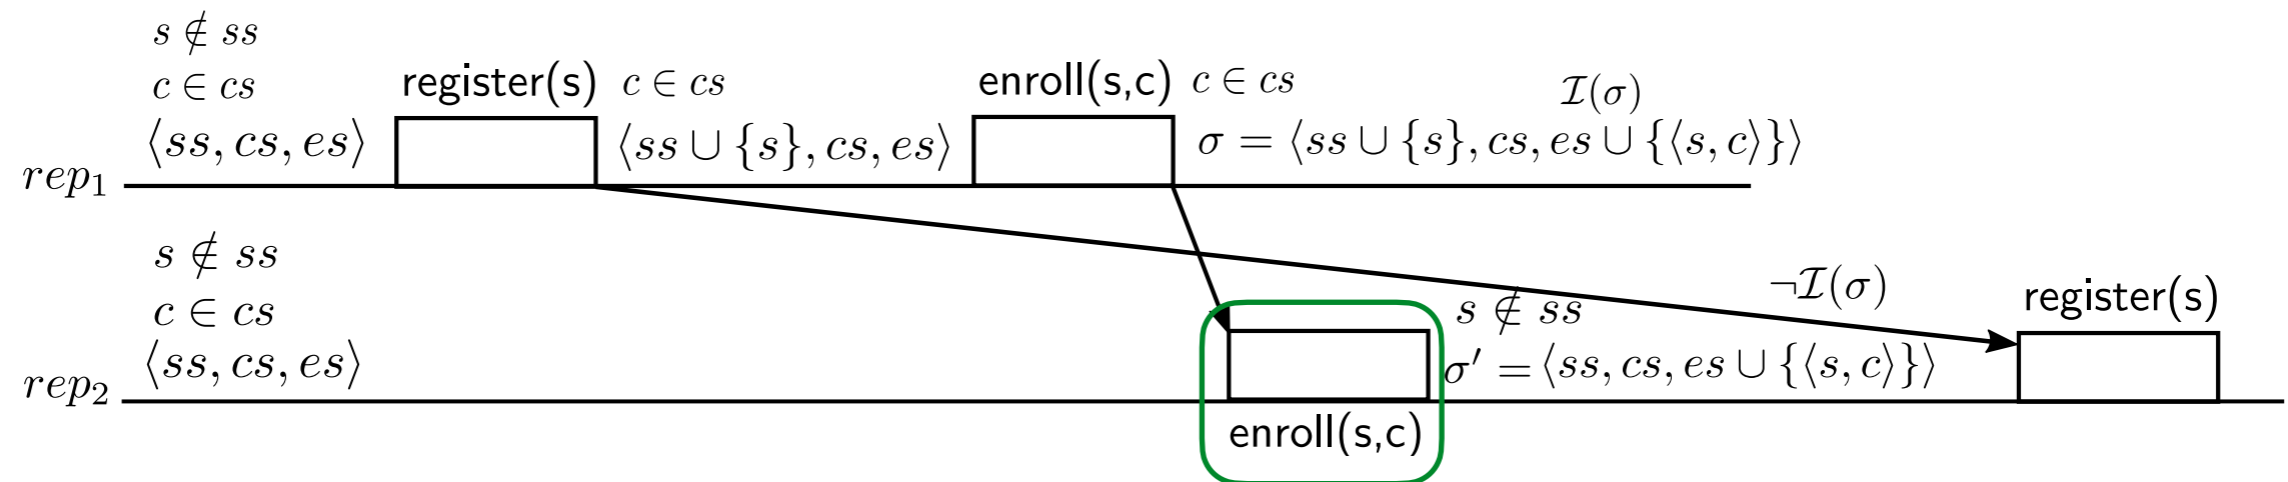 s ∉ ss
c ∈ cs
⟨ss, cs, es⟩
rep₁
register(s)
c ∈ cs
⟨ss ∪ {s}, cs, es⟩
enroll(s,c)
c ∈ cs
ℐ(σ)
σ = ⟨ss ∪ {s}, cs, es ∪ {⟨s, c⟩}⟩
s ∉ ss
c ∈ cs
⟨ss, cs, es⟩
rep₂
enroll(s,c)
s ∉ ss
¬ℐ(σ)
σ′ = ⟨ss, cs, es ∪ {⟨s, c⟩}⟩
register(s)